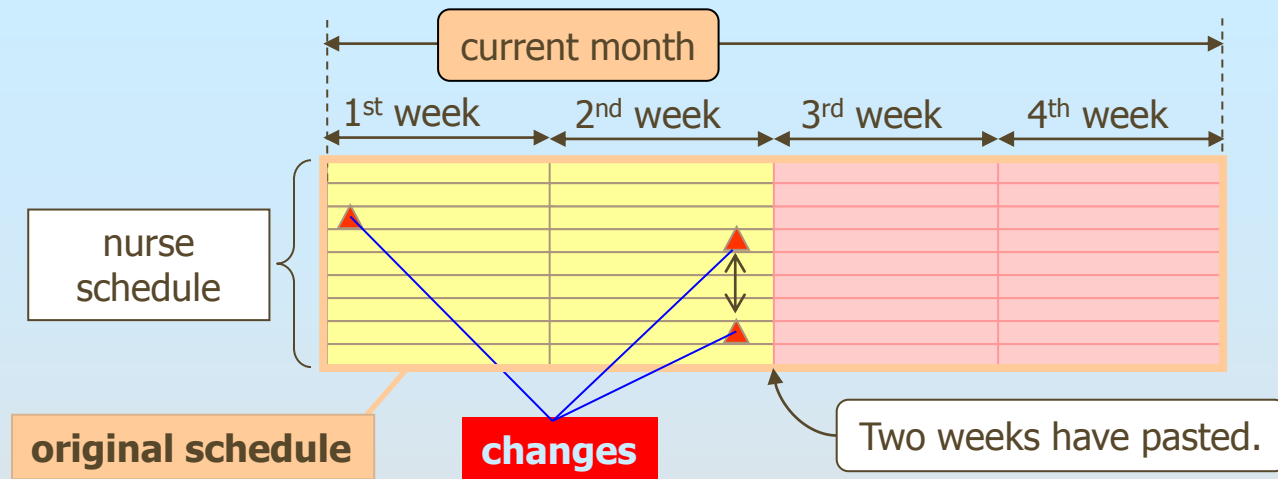 current month
1st week
2nd week
3rd week
4th week
nurse
schedule
original schedule
changes
Two weeks have pasted.